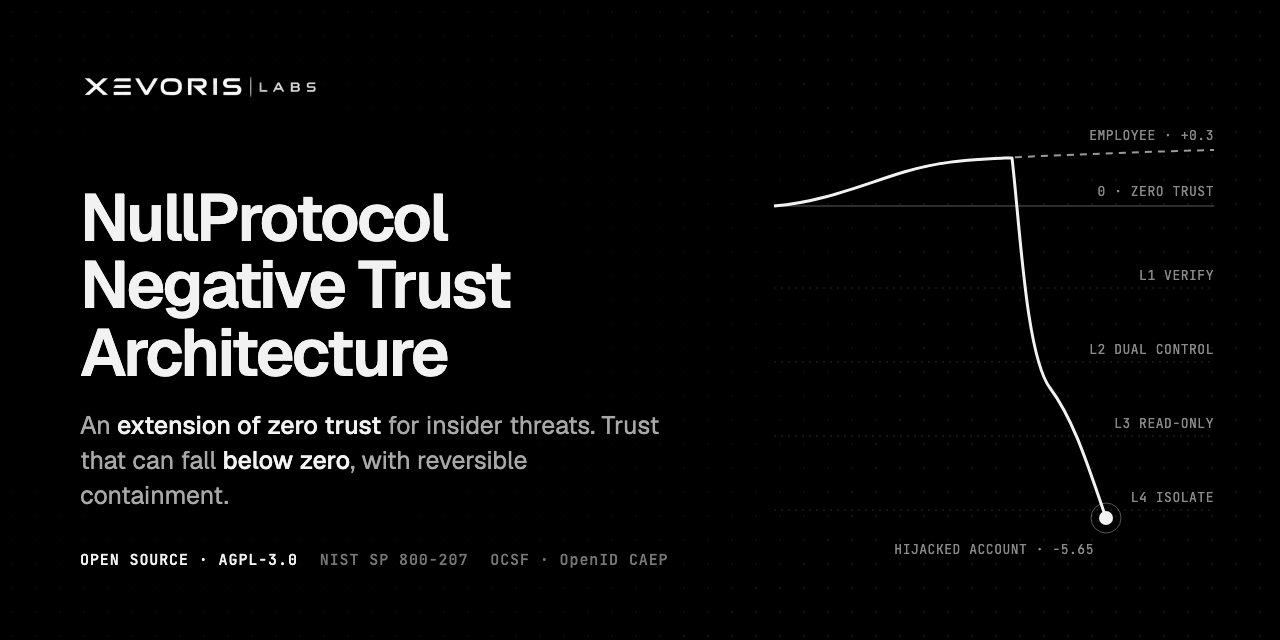 XEVORIS | LABS
NullProtocol
Negative Trust
Architecture
An extension of zero trust for insider threats. Trust
that can fall below zero, with reversible
containment.
OPEN SOURCE · AGPL-3.0 NIST SP 800-207 OCSF · OpenID CAEP
EMPLOYEE · +0.3
0 · ZERO TRUST
L1 VERIFY
L2 DUAL CONTROL
L3 READ-ONLY
L4 ISOLATE
HIJACKED ACCOUNT · -5.65